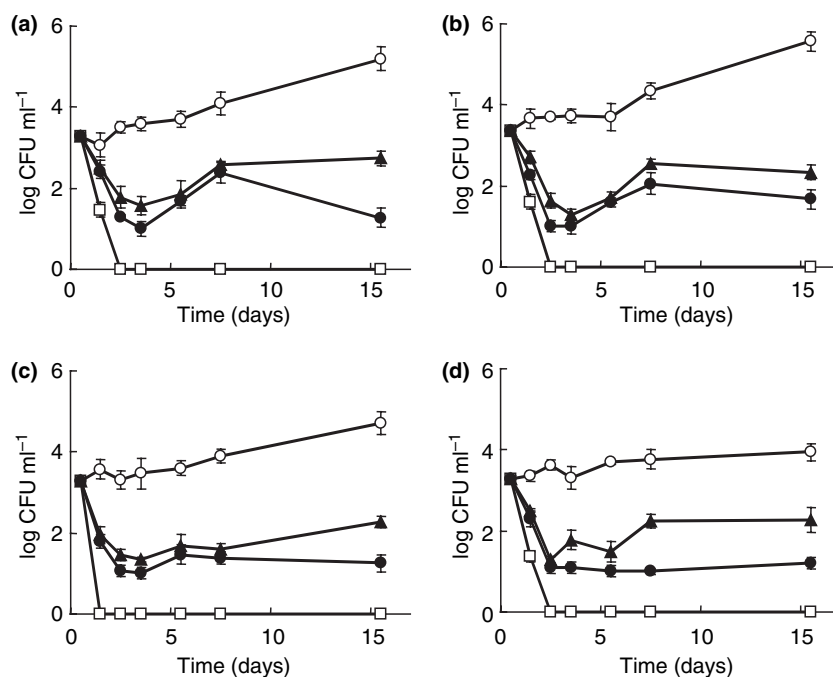 (a)
6
4
2
0
log CFU ml⁻¹
0 5 10 15
Time (days)
(b)
6
4
2
0
log CFU ml⁻¹
0 5 10 15
Time (days)
(c)
6
4
2
0
log CFU ml⁻¹
0 5 10 15
Time (days)
(d)
6
4
2
0
log CFU ml⁻¹
0 5 10 15
Time (days)